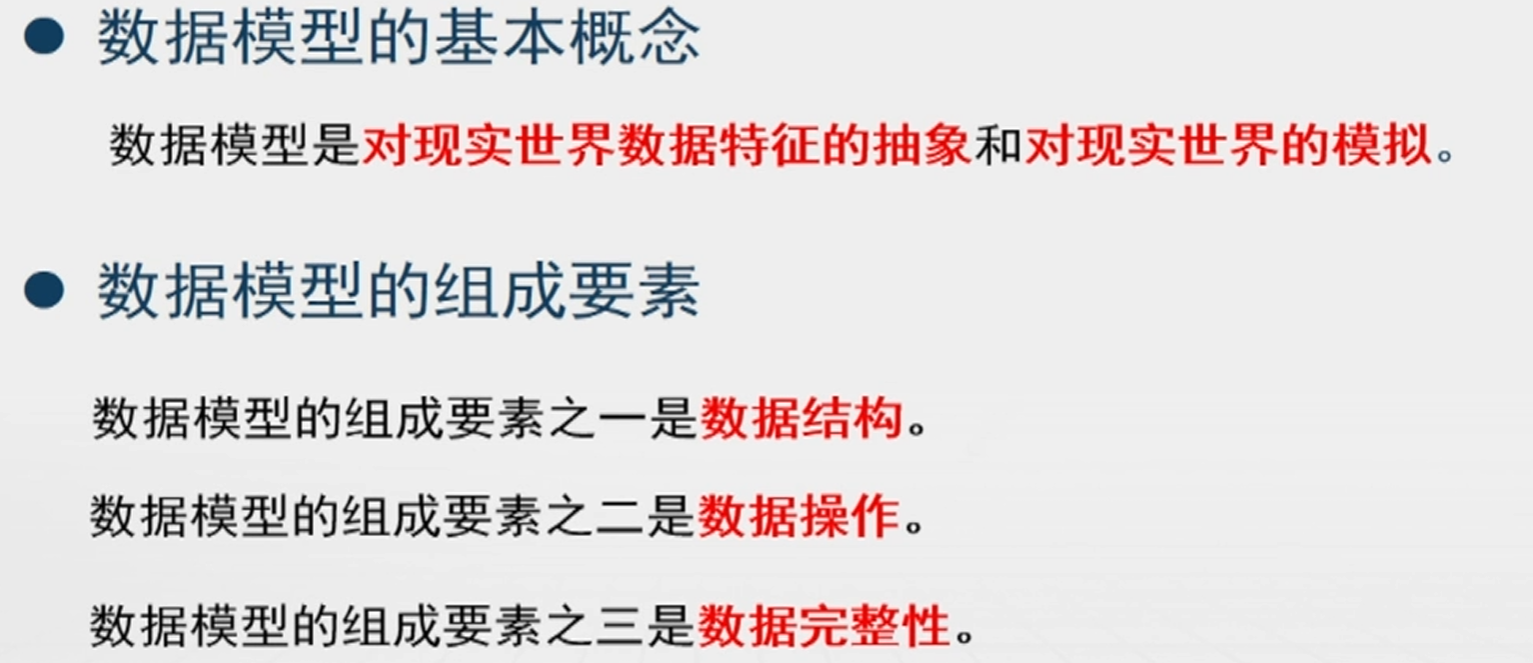 ● 数据模型的基本概念
数据模型是对现实世界数据特征的抽象和对现实世界的模拟。
● 数据模型的组成要素
数据模型的组成要素之一是数据结构。
数据模型的组成要素之二是数据操作。
数据模型的组成要素之三是数据完整性。